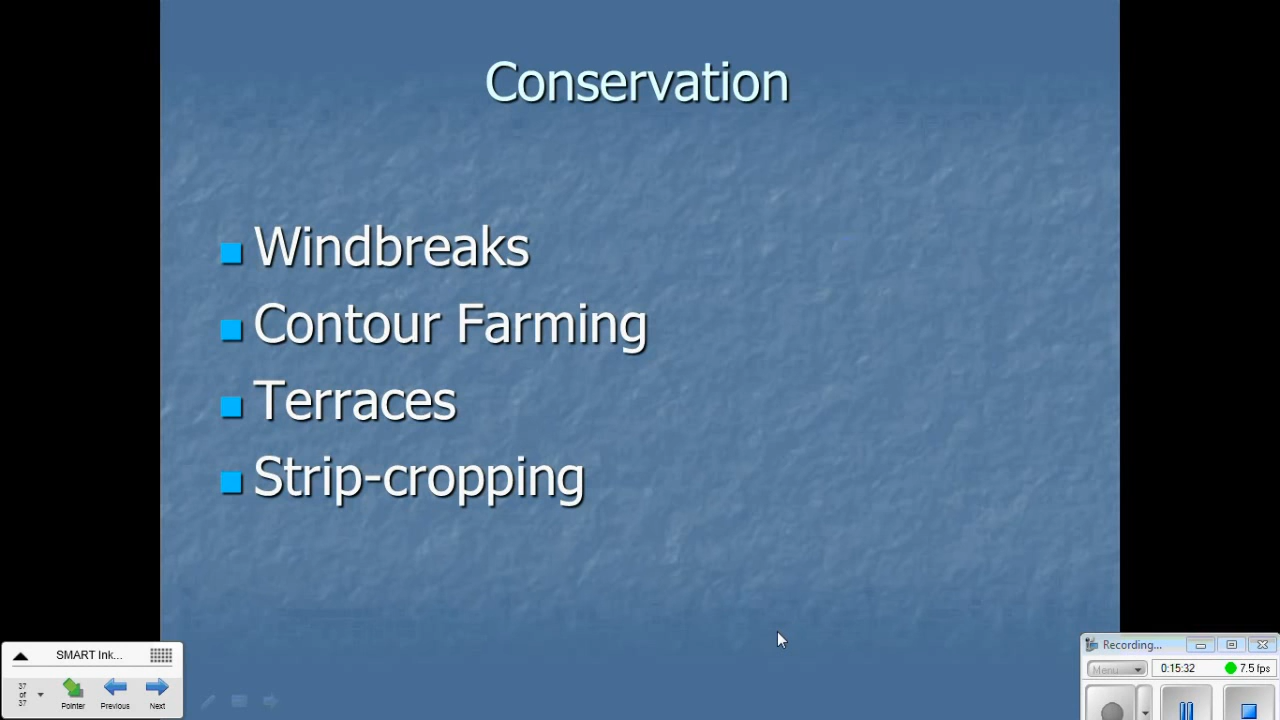 Conservation
Windbreaks
Contour Farming
Terraces
Strip-cropping
SMART Ink...
37
of
37
Pointer
Previous
Next
Recording...
Menu
0:15:32
7.5 fps